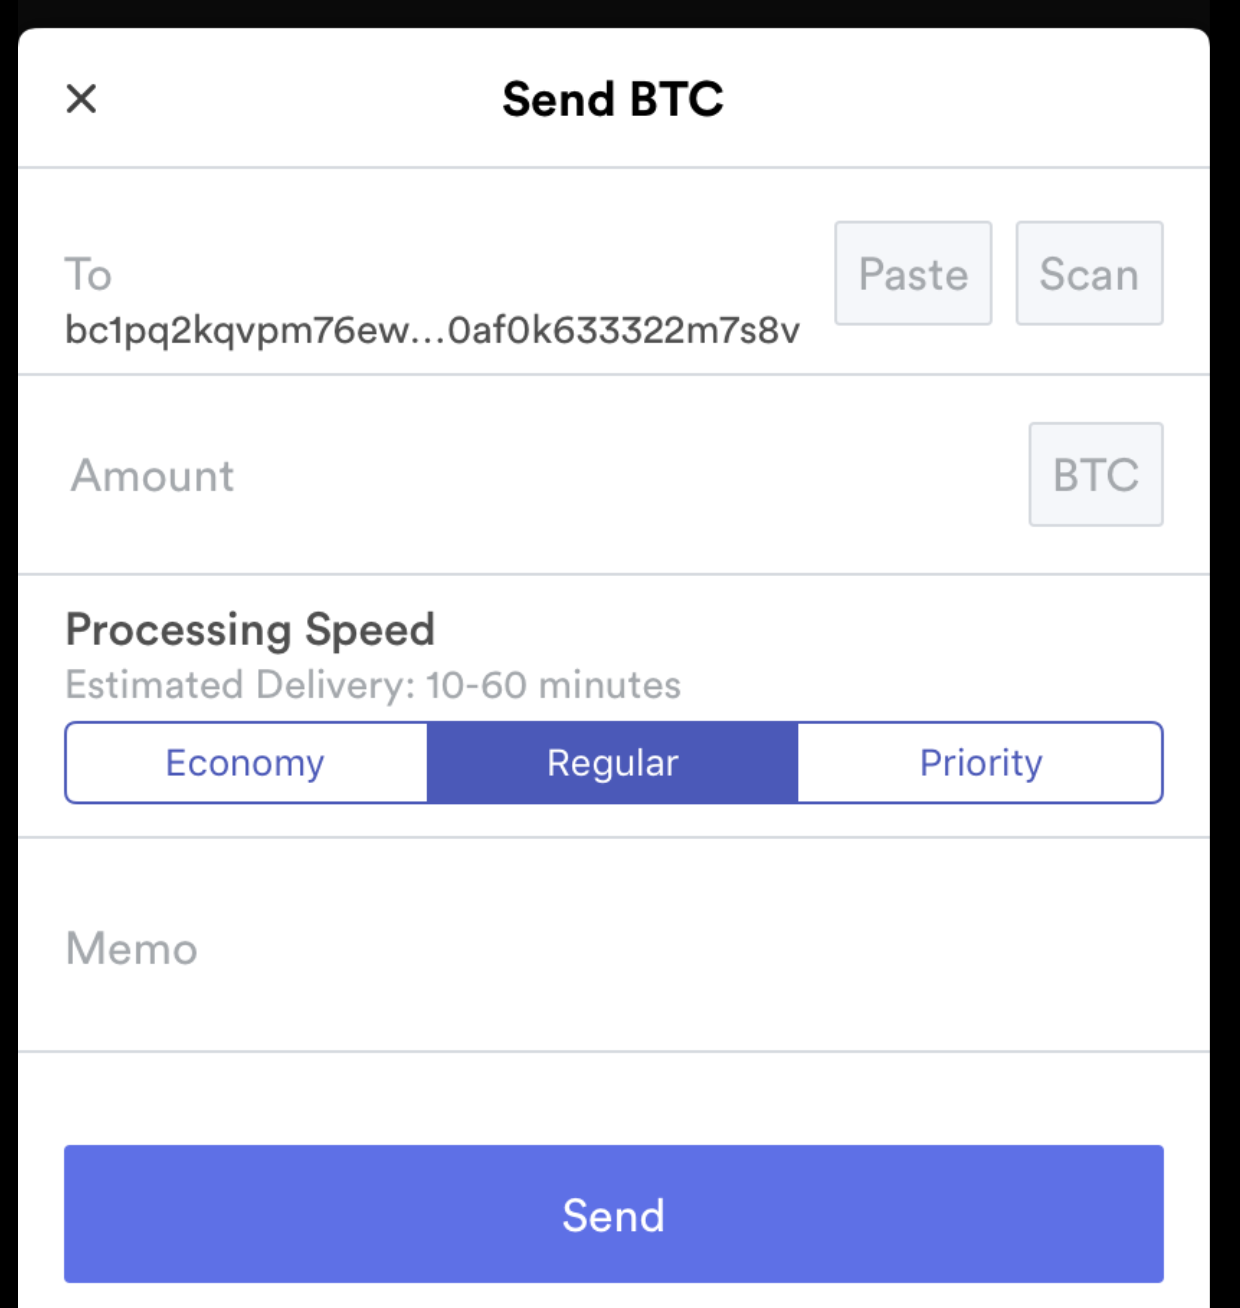 Send BTC
To
Paste
Scan
bc1pq2kqvpm76ew...0af0k633322m7s8v
Amount
BTC
Processing Speed
Estimated Delivery: 10-60 minutes
Economy
Regular
Priority
Memo
Send